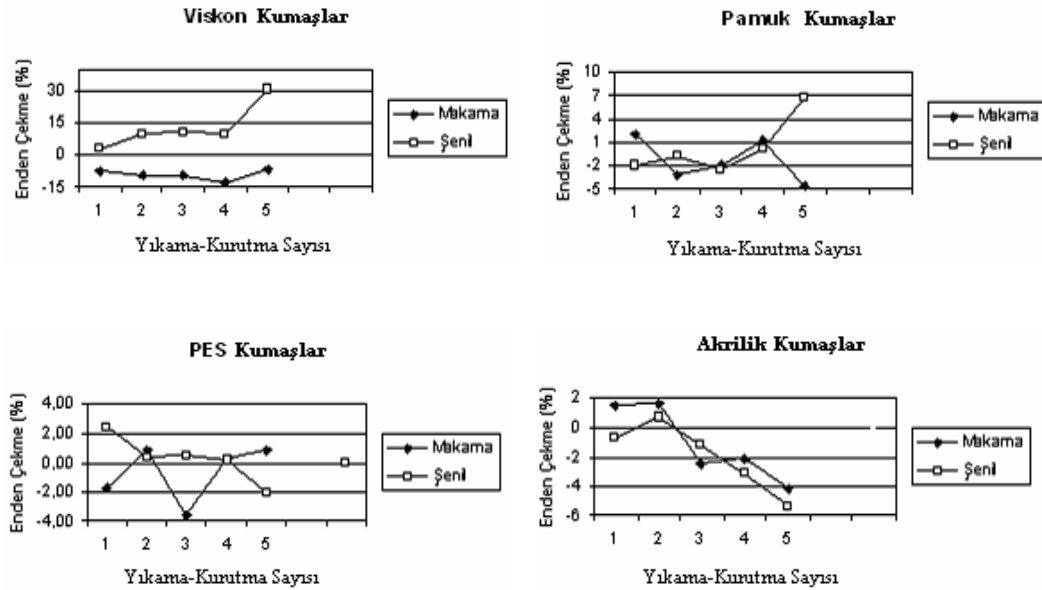 Viskon Kumaşlar
Enden Çekme (%)
30
15
0
-15
1 2 3 4 5
Yıkama-Kurutma Sayısı
Makama
Şenil
Pamuk Kumaşlar
Enden Çekme (%)
10
7
4
1
-2
-5
1 2 3 4 5
Yıkama-Kurutma Sayısı
Makama
Şenil
PES Kumaşlar
Enden Çekme (%)
4,00
2,00
0,00
-2,00
-4,00
1 2 3 4 5
Yıkama-Kurutma Sayısı
Makama
Şenil
Akrilik Kumaşlar
Enden Çekme (%)
2
0
-2
-4
-6
1 2 3 4 5
Yıkama-Kurutma Sayısı
Makama
Şenil